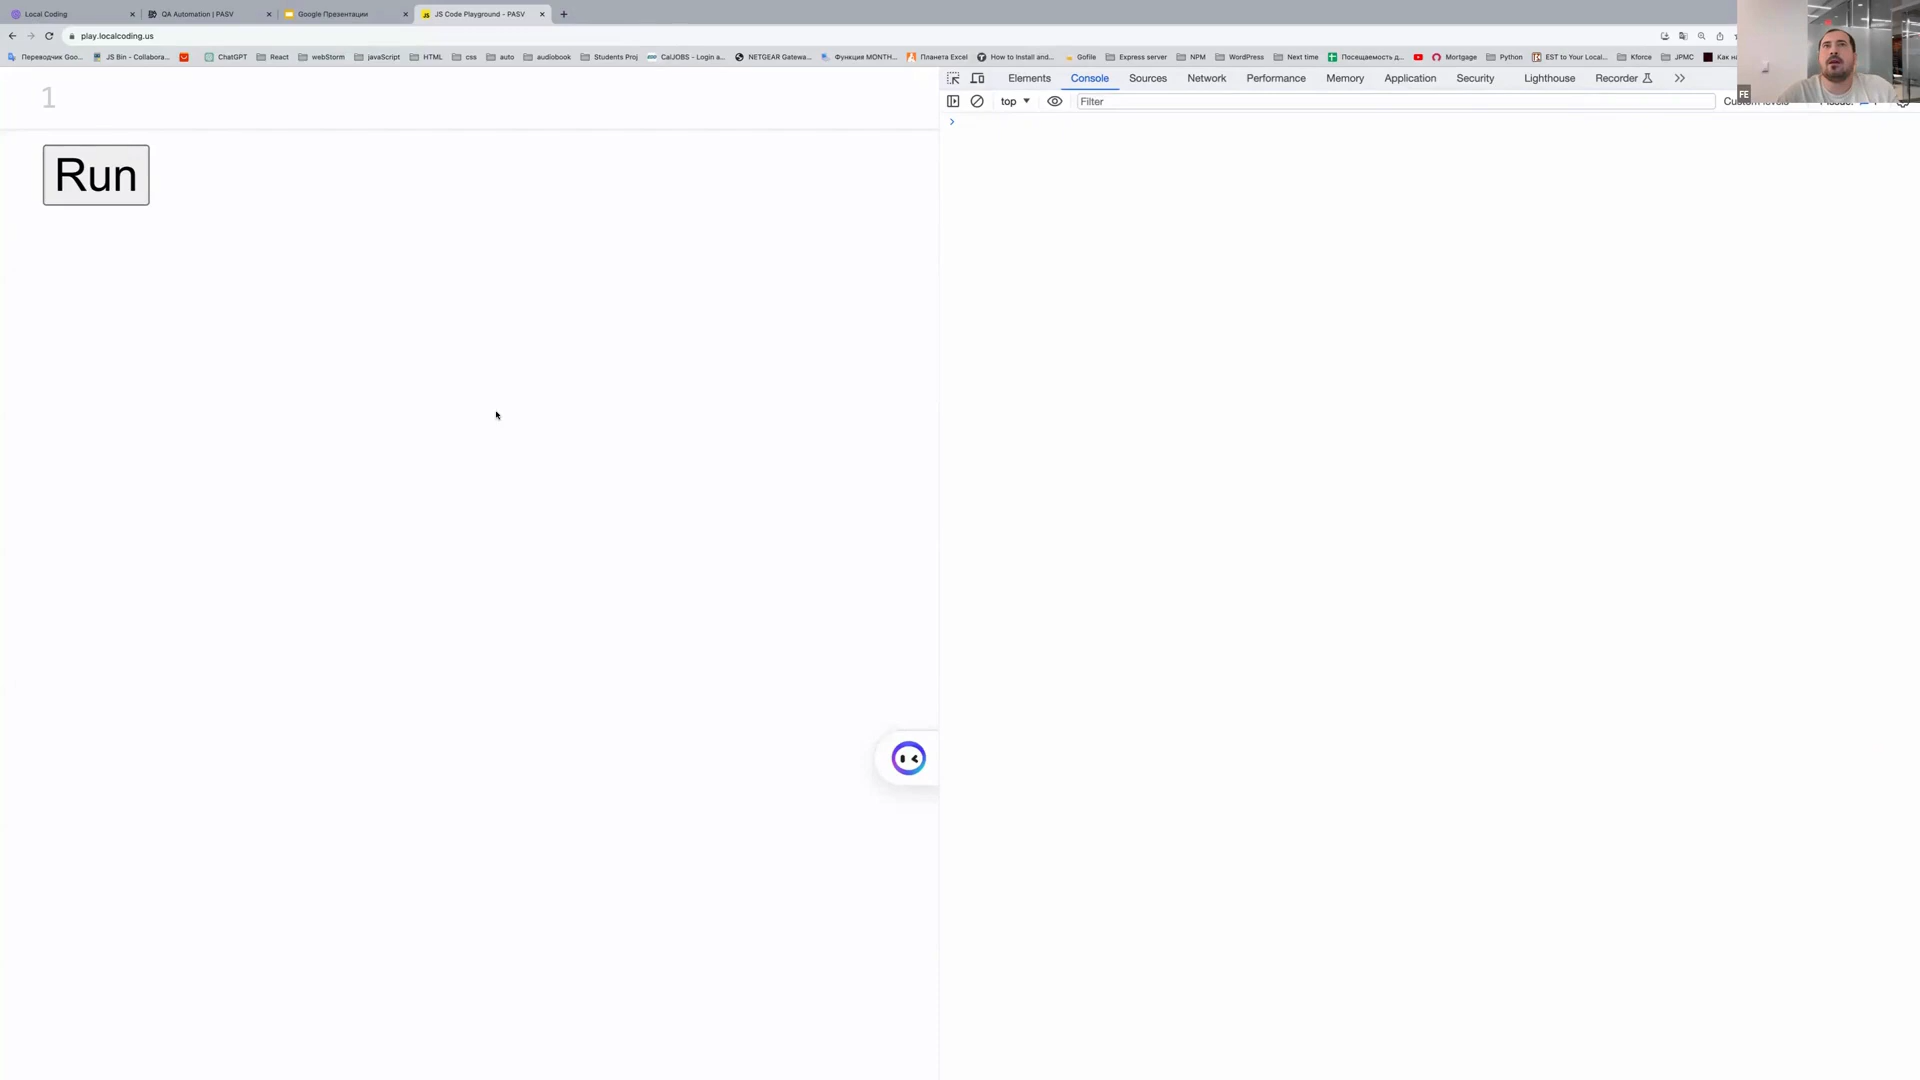 Local Coding
QA Automation | PASV
Google Презентации
JS Code Playground - PASV
play.localcoding.us
Переводчик Goo...
JS Bin - Collabora...
ChatGPT
React
webStorm
javaScript
HTML
css
auto
audiobook
Students Proj
CalJOBS - Login a...
NETGEAR Gatewa...
Функция MONTH...
Планета Excel
How to Install and...
Gofile
Express server
NPM
WordPress
Next time
Посещаемость д...
Mortgage
Python
EST to Your Local...
Kforce
JPMC
1
Run
Elements
Console
Sources
Network
Performance
Memory
Application
Security
Lighthouse
Recorder
top
Filter
FE